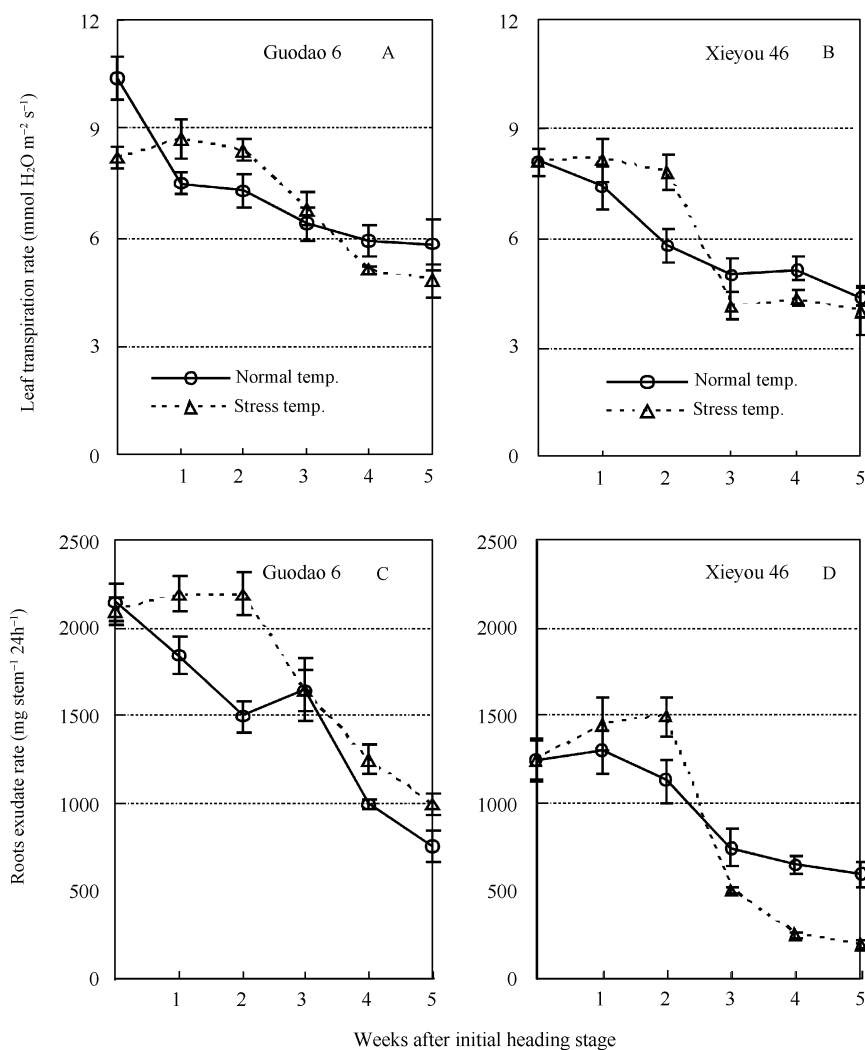 Guodao 6 A
Leaf transpiration rate (mmol H₂O m⁻² s⁻¹)
12
9
6
3
0
Normal temp.
Stress temp.
1 2 3 4 5
Xieyou 46 B
12
9
6
3
0
Normal temp.
Stress temp.
1 2 3 4 5
Guodao 6 C
Roots exudate rate (mg stem⁻¹ 24h⁻¹)
2500
2000
1500
1000
500
0
1 2 3 4 5
Xieyou 46 D
2500
2000
1500
1000
500
0
1 2 3 4 5
Weeks after initial heading stage